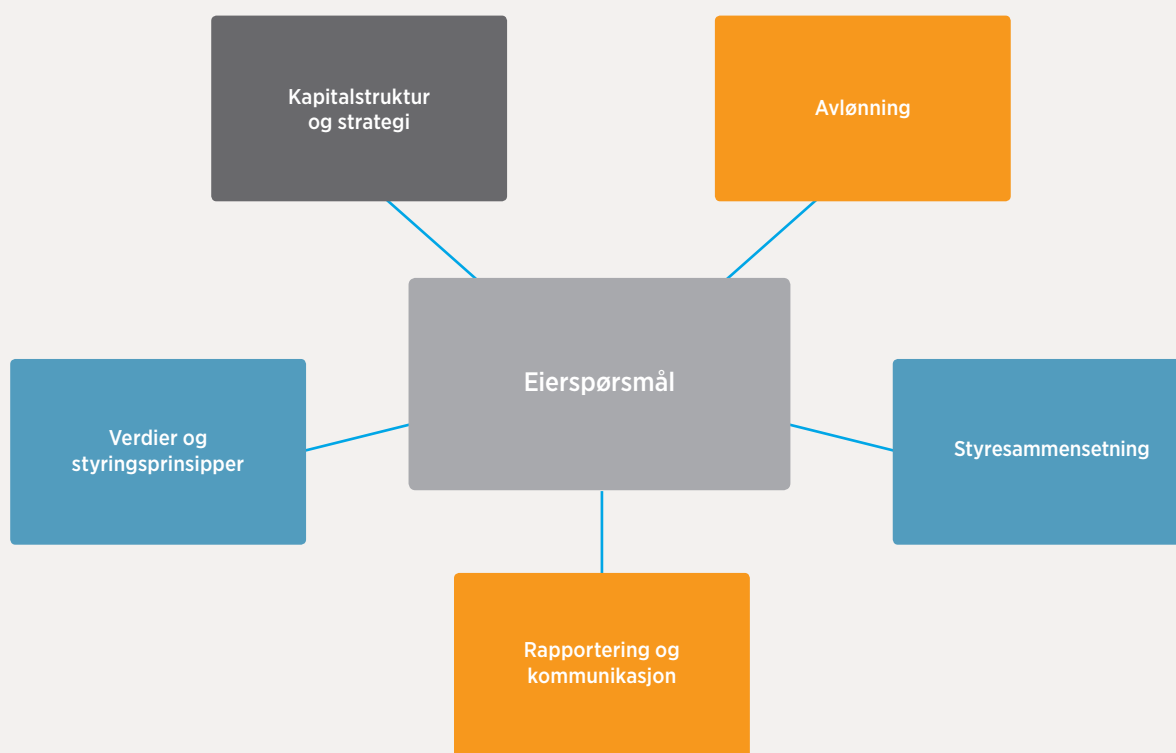 Kapitalstruktur
og strategi
Avlønning
Eierspørsmål
Verdier og
styringsprinsipper
Styresammensetning
Rapportering og
kommunikasjon